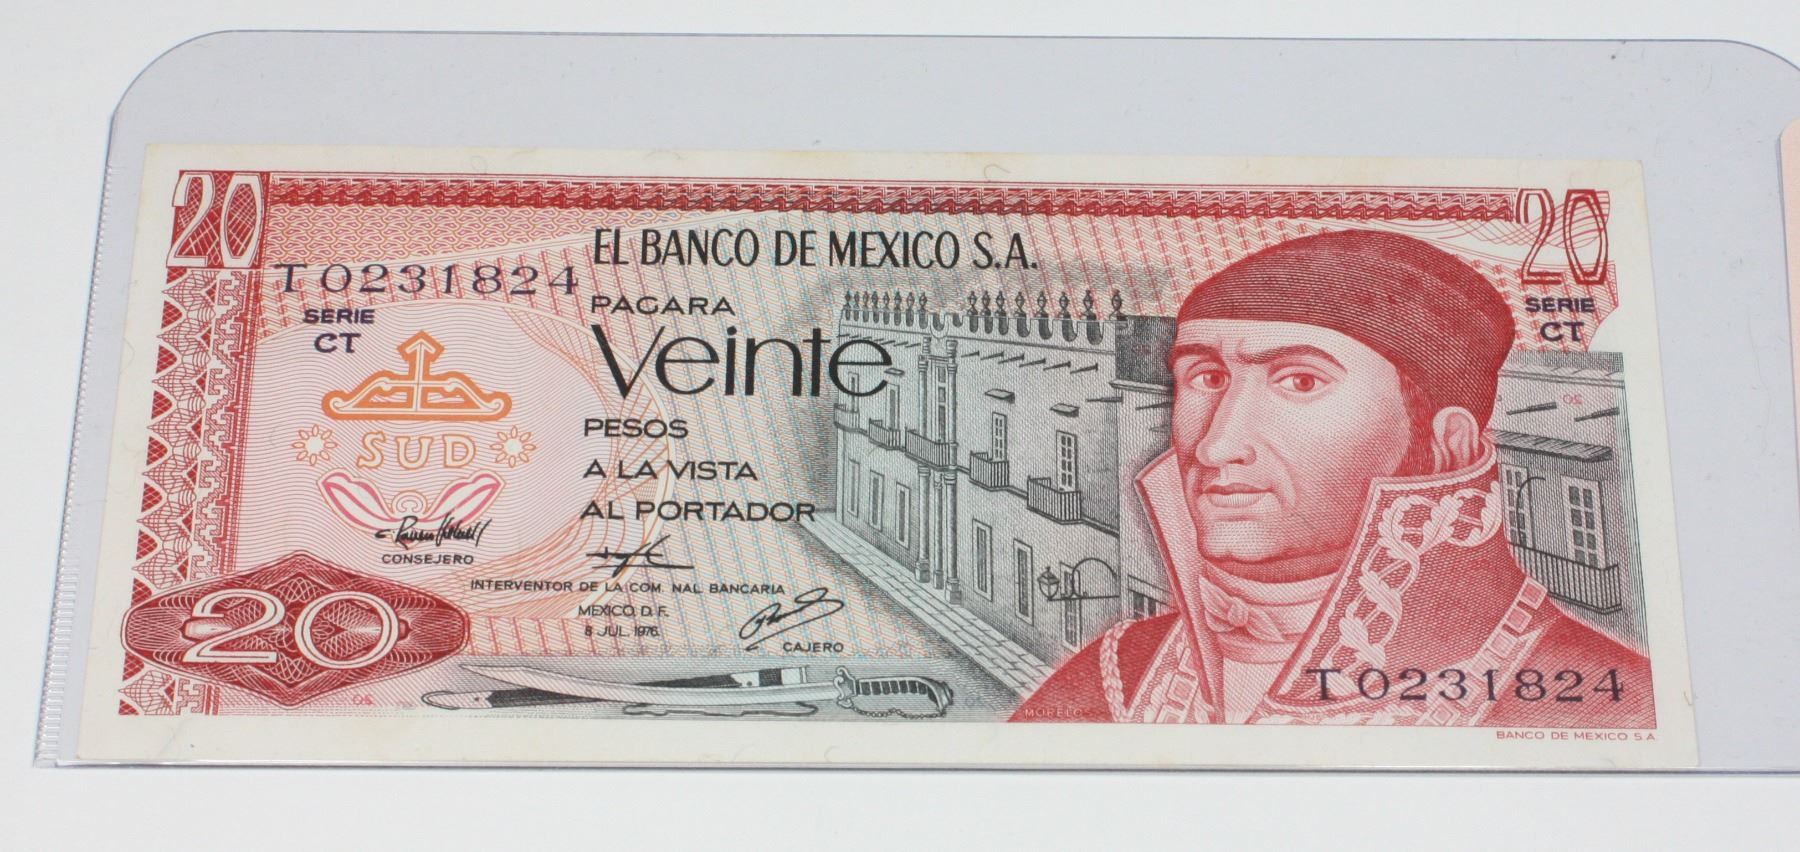 20
20
EL BANCO DE MEXICO S.A.
T0231824
PAGARA
SERIE
CT
SERIE
CT
Veinte
SUD
PESOS
A LA VISTA
AL PORTADOR
CONSEJERO
INTERVENTOR DE LA COM. NAL. BANCARIA
MEXICO, D. F.
8 JUL. 1976.
CAJERO
20
T0231824
MORELOS
BANCO DE MEXICO S.A.